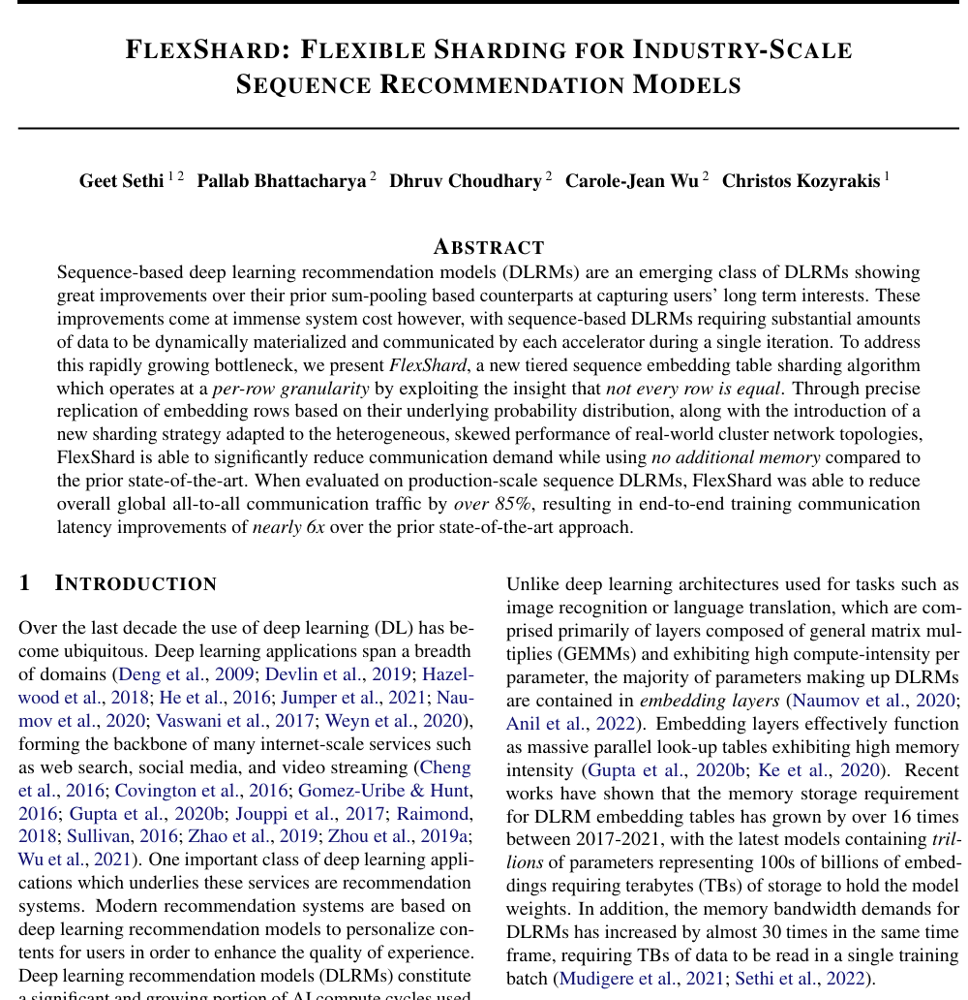 FLEXSHARD: FLEXIBLE SHARDING FOR INDUSTRY-SCALE
SEQUENCE RECOMMENDATION MODELS
Geet Sethi 1 2 Pallab Bhattacharya 2 Dhruv Choudhary 2 Carole-Jean Wu 2 Christos Kozyrakis 1
ABSTRACT
Sequence-based deep learning recommendation models (DLRMs) are an emerging class of DLRMs showing
great improvements over their prior sum-pooling based counterparts at capturing users' long term interests. These
improvements come at immense system cost however, with sequence-based DLRMs requiring substantial amounts
of data to be dynamically materialized and communicated by each accelerator during a single iteration. To address
this rapidly growing bottleneck, we present FlexShard, a new tiered sequence embedding table sharding algorithm
which operates at a per-row granularity by exploiting the insight that not every row is equal. Through precise
replication of embedding rows based on their underlying probability distribution, along with the introduction of a
new sharding strategy adapted to the heterogeneous, skewed performance of real-world cluster network topologies,
FlexShard is able to significantly reduce communication demand while using no additional memory compared to
the prior state-of-the-art. When evaluated on production-scale sequence DLRMs, FlexShard was able to reduce
overall global all-to-all communication traffic by over 85%, resulting in end-to-end training communication
latency improvements of nearly 6x over the prior state-of-the-art approach.
1 INTRODUCTION
Over the last decade the use of deep learning (DL) has be-
come ubiquitous. Deep learning applications span a breadth
of domains (Deng et al., 2009; Devlin et al., 2019; Hazel-
wood et al., 2018; He et al., 2016; Jumper et al., 2021; Nau-
mov et al., 2020; Vaswani et al., 2017; Weyn et al., 2020),
forming the backbone of many internet-scale services such
as web search, social media, and video streaming (Cheng
et al., 2016; Covington et al., 2016; Gomez-Uribe & Hunt,
2016; Gupta et al., 2020b; Jouppi et al., 2017; Raimond,
2018; Sullivan, 2016; Zhao et al., 2019; Zhou et al., 2019a;
Wu et al., 2021). One important class of deep learning appli-
cations which underlies these services are recommendation
systems. Modern recommendation systems are based on
deep learning recommendation models to personalize con-
tents for users in order to enhance the quality of experience.
Deep learning recommendation models (DLRMs) constitute
a significant and growing portion of AI compute cycles used
Unlike deep learning architectures used for tasks such as
image recognition or language translation, which are com-
prised primarily of layers composed of general matrix mul-
tiplies (GEMMs) and exhibiting high compute-intensity per
parameter, the majority of parameters making up DLRMs
are contained in embedding layers (Naumov et al., 2020;
Anil et al., 2022). Embedding layers effectively function
as massive parallel look-up tables exhibiting high memory
intensity (Gupta et al., 2020b; Ke et al., 2020). Recent
works have shown that the memory storage requirement
for DLRM embedding tables has grown by over 16 times
between 2017-2021, with the latest models containing tril-
lions of parameters representing 100s of billions of embed-
dings requiring terabytes (TBs) of storage to hold the model
weights. In addition, the memory bandwidth demands for
DLRMs has increased by almost 30 times in the same time
frame, requiring TBs of data to be read in a single training
batch (Mudigere et al., 2021; Sethi et al., 2022).